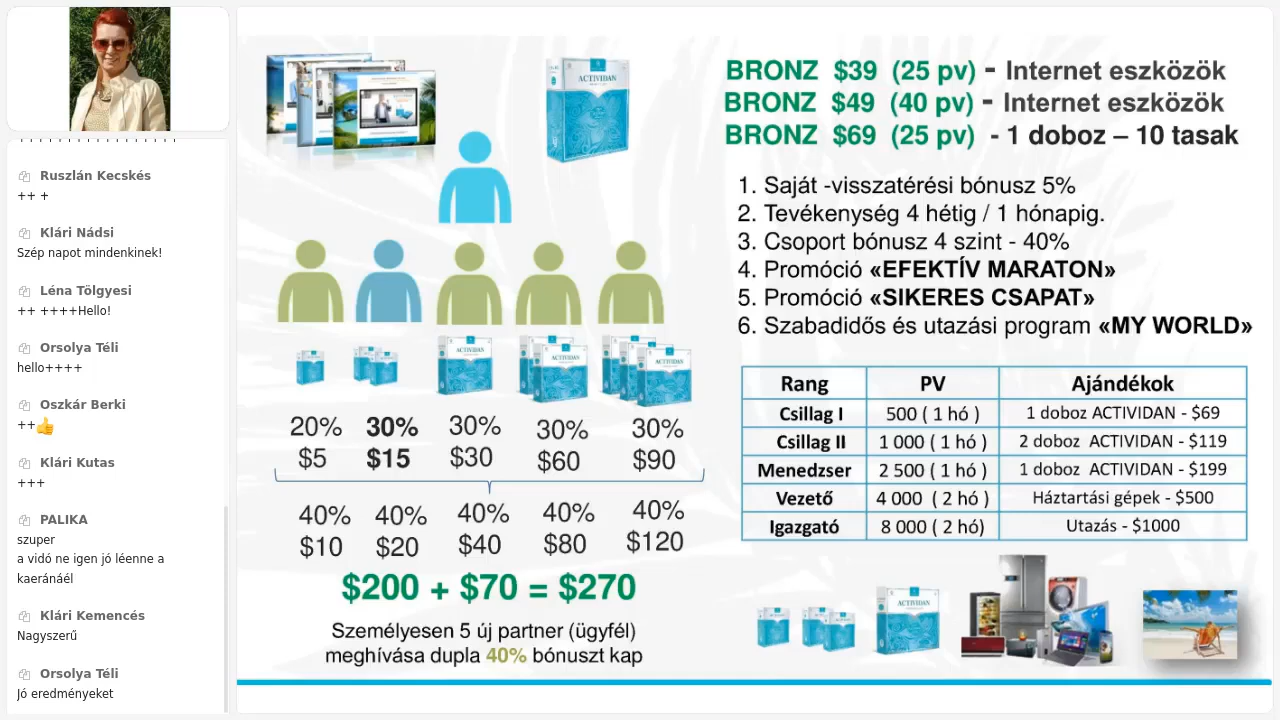 Ruszlán Kecskés
++ +
Klári Nádsi
Szép napot mindenkinek!
Léna Tölgyesi
++ ++++Hello!
Orsolya Téli
hello++++
Oszkár Berki
++👍
Klári Kutas
+++
PALIKA
szuper
a vidó ne igen jó léenne a
kaeránáél
Klári Kemencés
Nagyszerű
Orsolya Téli
Jó eredményeket
ACTIVIDAN
BRONZ $39 (25 pv) - Internet eszközök
BRONZ $49 (40 pv) - Internet eszközök
BRONZ $69 (25 pv) - 1 doboz – 10 tasak
1. Saját -visszatérési bónusz 5%
2. Tevékenység 4 hétig / 1 hónapig.
3. Csoport bónusz 4 szint - 40%
4. Promóció «EFEKTÍV MARATON»
5. Promóció «SIKERES CSAPAT»
6. Szabadidős és utazási program «MY WORLD»
ACTIVIDAN
ACTIVIDAN
ACTIVIDAN
20% 30% 30% 30% 30%
$5 $15 $30 $60 $90
40% 40% 40% 40% 40%
$10 $20 $40 $80 $120
$200 + $70 = $270
Személyesen 5 új partner (ügyfél)
meghívása dupla 40% bónuszt kap
Rang PV Ajándékok
Csillag I 500 ( 1 hó ) 1 doboz ACTIVIDAN - $69
Csillag II 1 000 ( 1 hó ) 2 doboz ACTIVIDAN - $119
Menedzser 2 500 ( 1 hó ) 1 doboz ACTIVIDAN - $199
Vezető 4 000 ( 2 hó ) Háztartási gépek - $500
Igazgató 8 000 ( 2 hó) Utazás - $1000
ACTIVIDAN